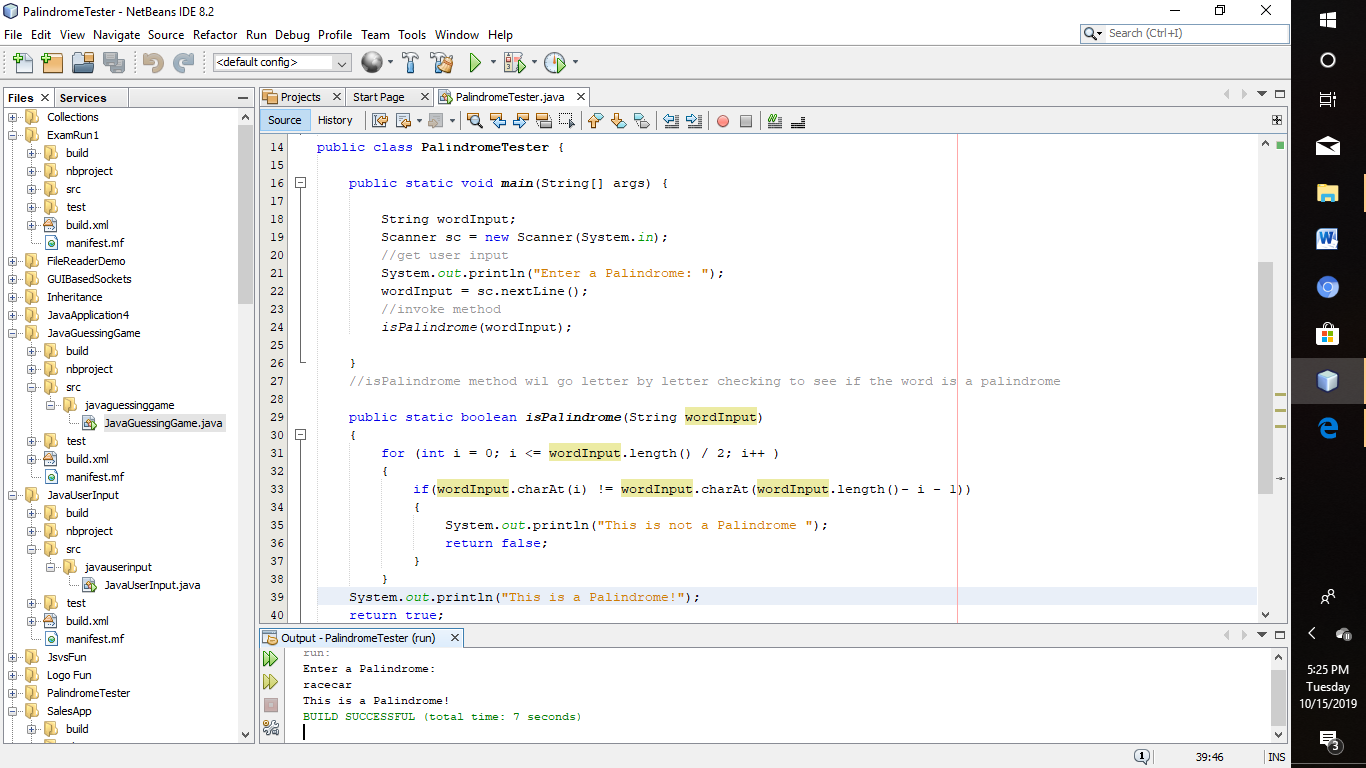 PalindromeTester - NetBeans IDE 8.2
File Edit View Navigate Source Refactor Run Debug Profile Team Tools Window Help
Search (Ctrl+I)
<default config>
Files
Services
Collections
ExamRun1
build
nbproject
src
test
build.xml
manifest.mf
FileReaderDemo
GUIBasedSockets
Inheritance
JavaApplication4
JavaGuessingGame
build
nbproject
src
javaguessinggame
JavaGuessingGame.java
test
build.xml
manifest.mf
JavaUserInput
build
nbproject
src
javauserinput
JavaUserInput.java
test
build.xml
manifest.mf
JsvsFun
Logo Fun
PalindromeTester
SalesApp
build
Projects
Start Page
PalindromeTester.java
Source
History
14 public class PalindromeTester {
15
16 public static void main(String[] args) {
17
18 String wordInput;
19 Scanner sc = new Scanner(System.in);
20 //get user input
21 System.out.println("Enter a Palindrome: ");
22 wordInput = sc.nextLine();
23 //invoke method
24 isPalindrome(wordInput);
25
26 }
27 //isPalindrome method wil go letter by letter checking to see if the word is a palindrome
28
29 public static boolean isPalindrome(String wordInput)
30 {
31 for (int i = 0; i <= wordInput.length() / 2; i++ )
32 {
33 if(wordInput.charAt(i) != wordInput.charAt(wordInput.length()- i - 1))
34 {
35 System.out.println("This is not a Palindrome ");
36 return false;
37 }
38 }
39 System.out.println("This is a Palindrome!");
40 return true;
Output - PalindromeTester (run)
run:
Enter a Palindrome:
racecar
This is a Palindrome!
BUILD SUCCESSFUL (total time: 7 seconds)
1
39:46
INS
5:25 PM
Tuesday
10/15/2019
3